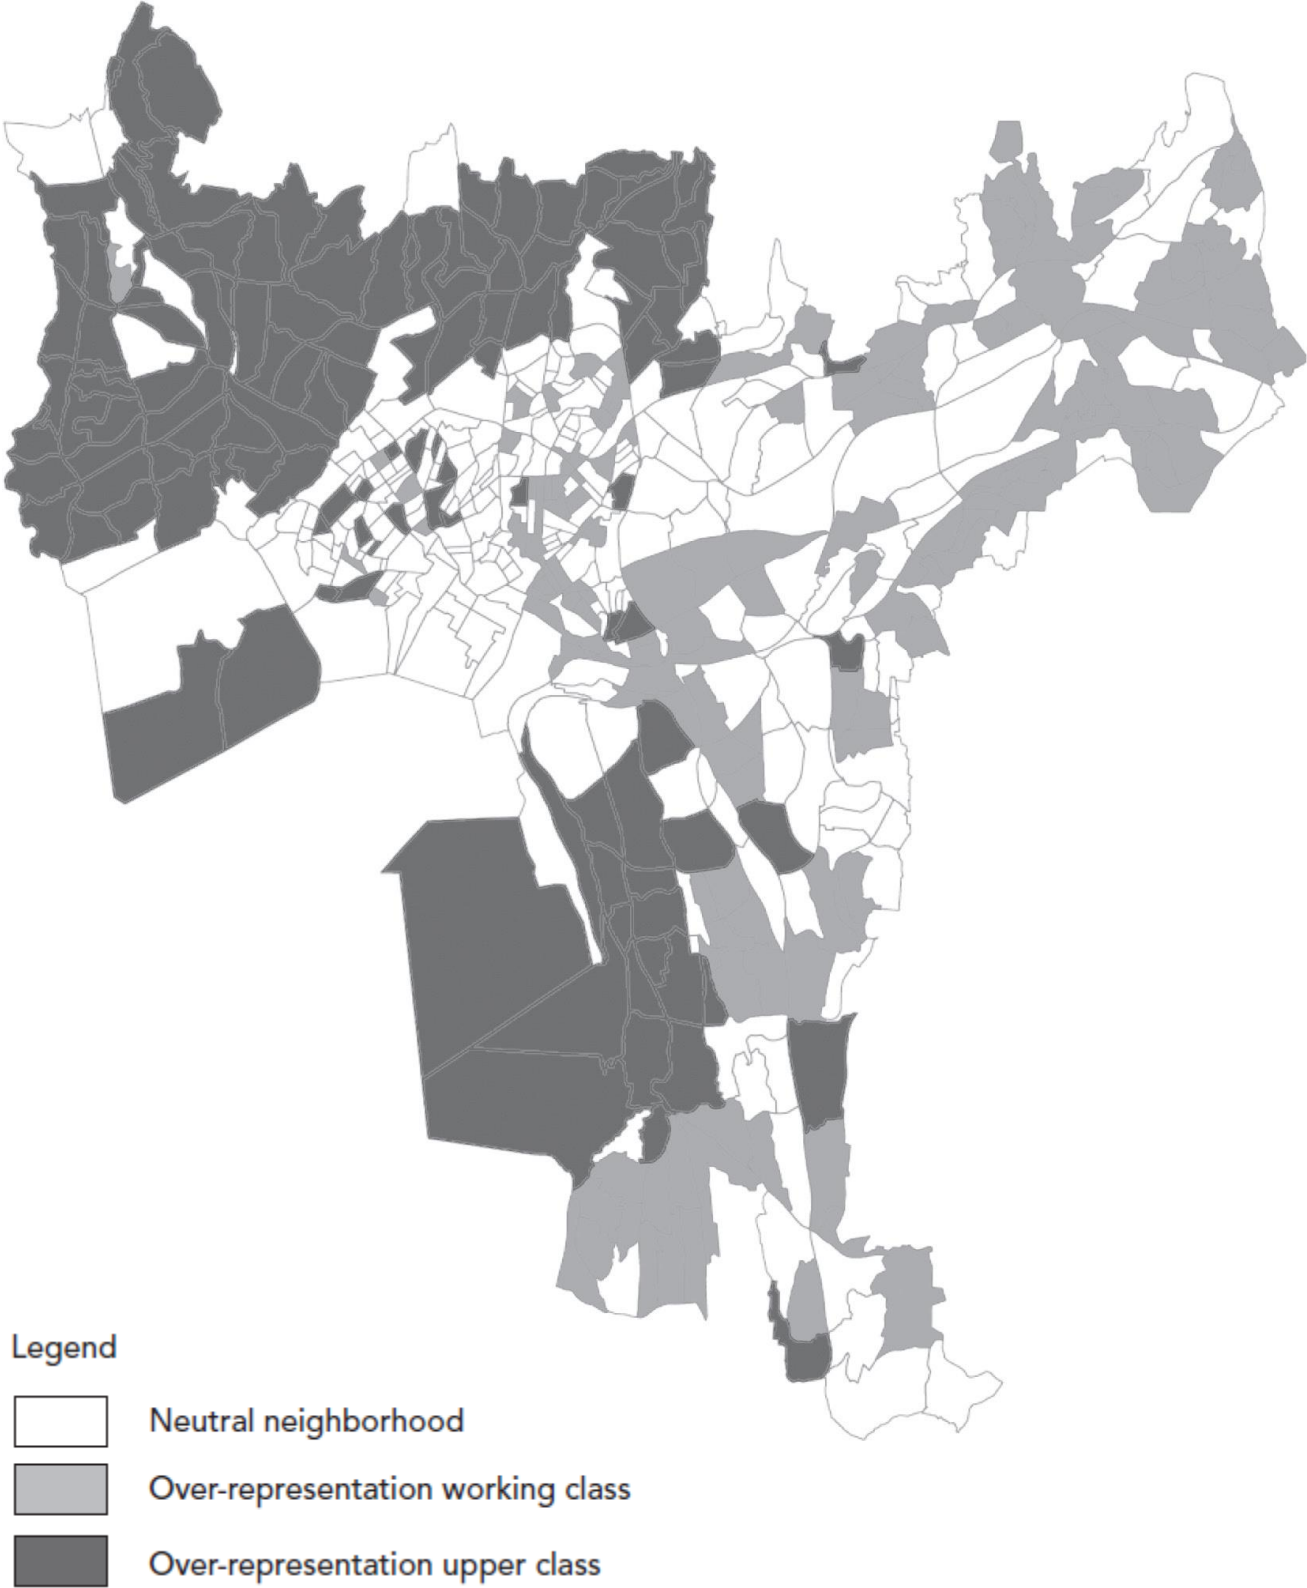 Legend
Neutral neighborhood
Over-representation working class
Over-representation upper class